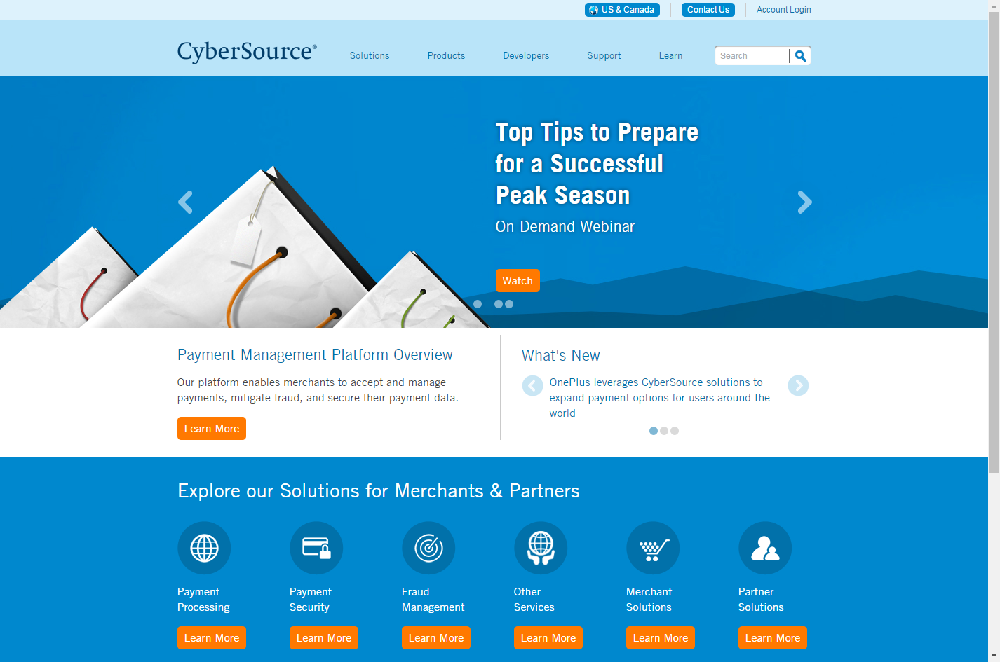 US & Canada
Contact Us
Account Login
CyberSource®
Solutions
Products
Developers
Support
Learn
Search
Top Tips to Prepare
for a Successful
Peak Season
On-Demand Webinar
Watch
Payment Management Platform Overview
Our platform enables merchants to accept and manage
payments, mitigate fraud, and secure their payment data.
Learn More
What's New
OnePlus leverages CyberSource solutions to
expand payment options for users around the
world
Explore our Solutions for Merchants & Partners
Payment
Processing
Learn More
Payment
Security
Learn More
Fraud
Management
Learn More
Other
Services
Learn More
Merchant
Solutions
Learn More
Partner
Solutions
Learn More